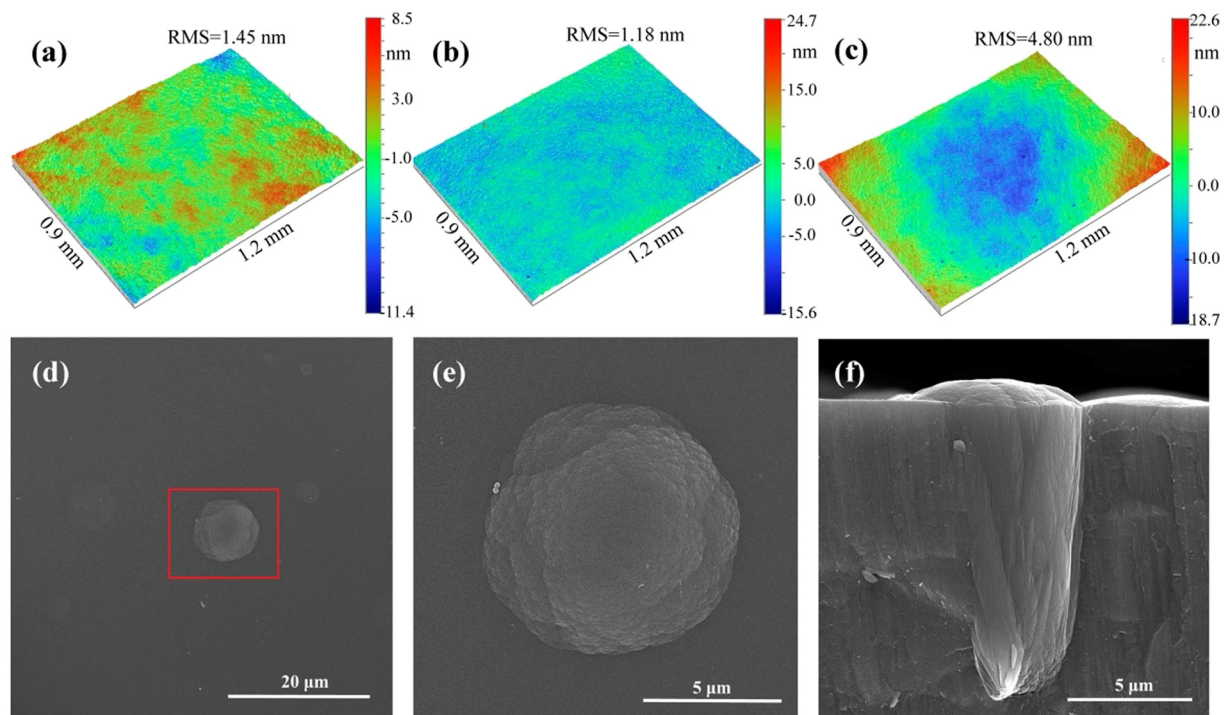 (a)
RMS=1.45 nm
8.5
nm
3.0
-1.0
-5.0
-11.4
0.9 mm
1.2 mm
(b)
RMS=1.18 nm
24.7
nm
15.0
5.0
0.0
-5.0
-15.6
0.9 mm
1.2 mm
(c)
RMS=4.80 nm
22.6
nm
10.0
0.0
10.0
18.7
0.9 mm
1.2 mm
(d)
20 μm
(e)
5 μm
(f)
5 μm